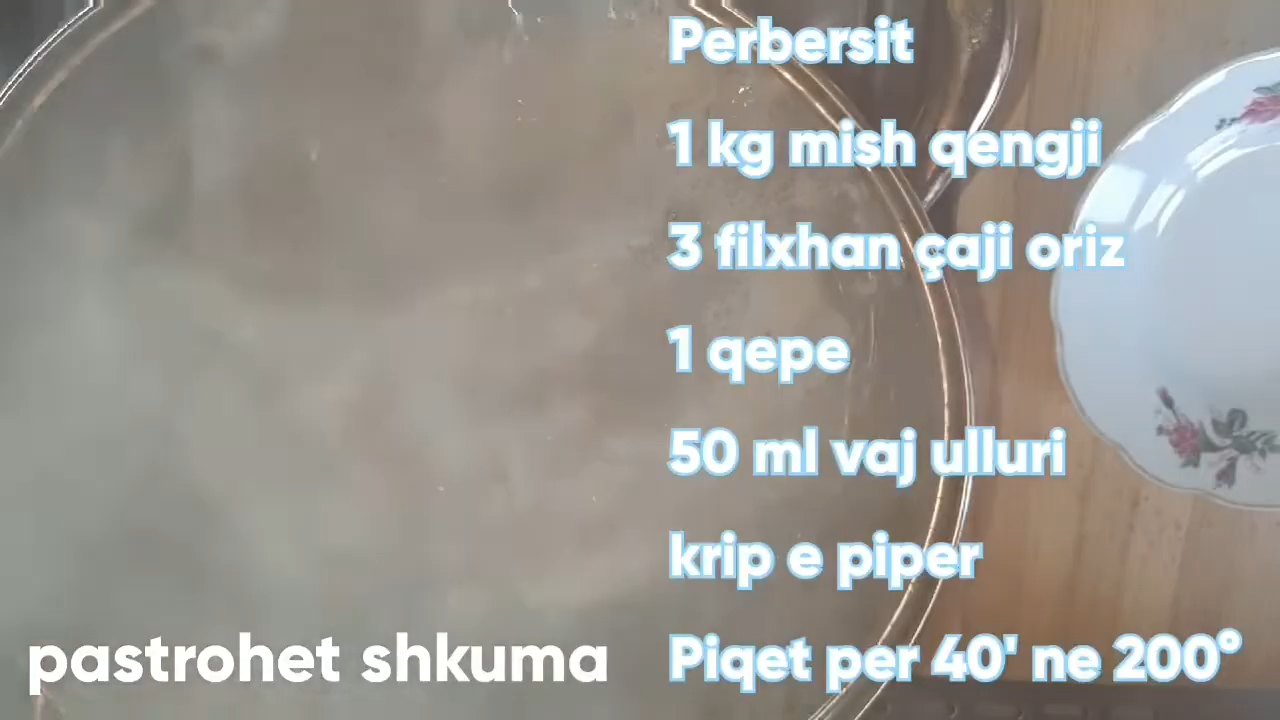 Perbersit
1 kg mish qengji
3 filxhan çaji oriz
1 qepe
50 ml vaj ulluri
krip e piper
Piqet per 40' ne 200°
pastrohet shkuma